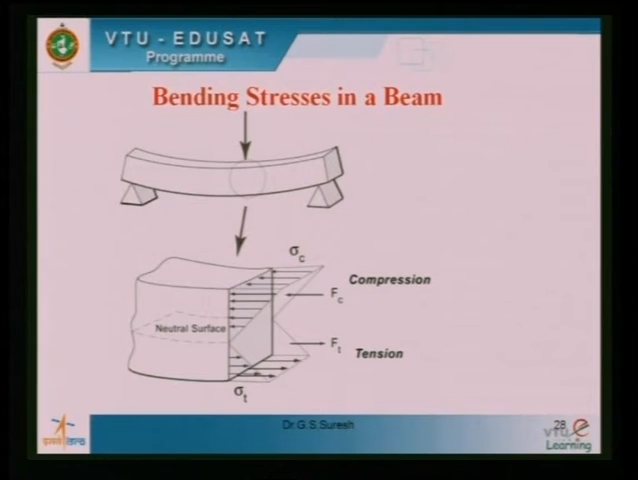 VTU - EDUSAT
Programme
Bending Stresses in a Beam
σc
Compression
Fc
Neutral Surface
Ft
Tension
σt
Dr.G.S.Suresh
28
VTU e
Learning